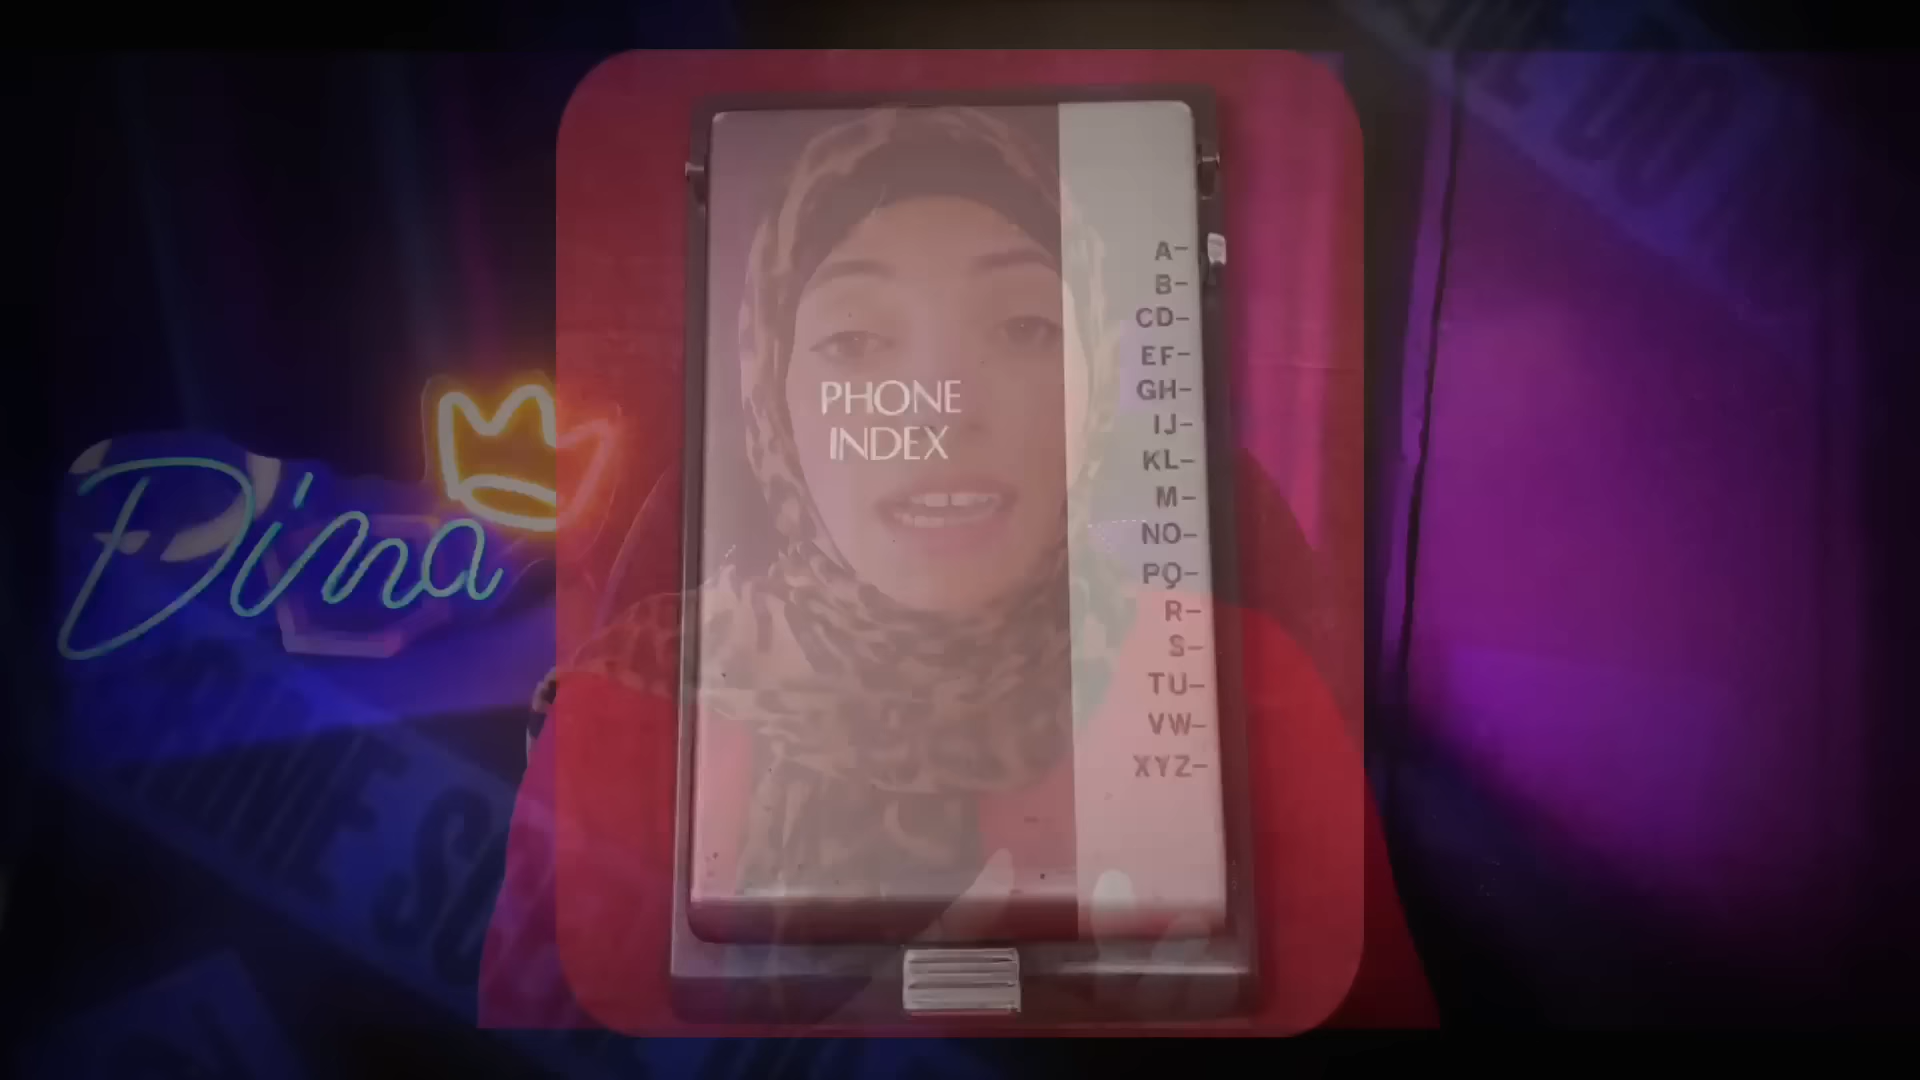 Dina
PHONE
INDEX
A-
B-
CD-
EF-
GH-
IJ-
KL-
M-
NO-
PQ-
R-
S-
TU-
VW-
XYZ-